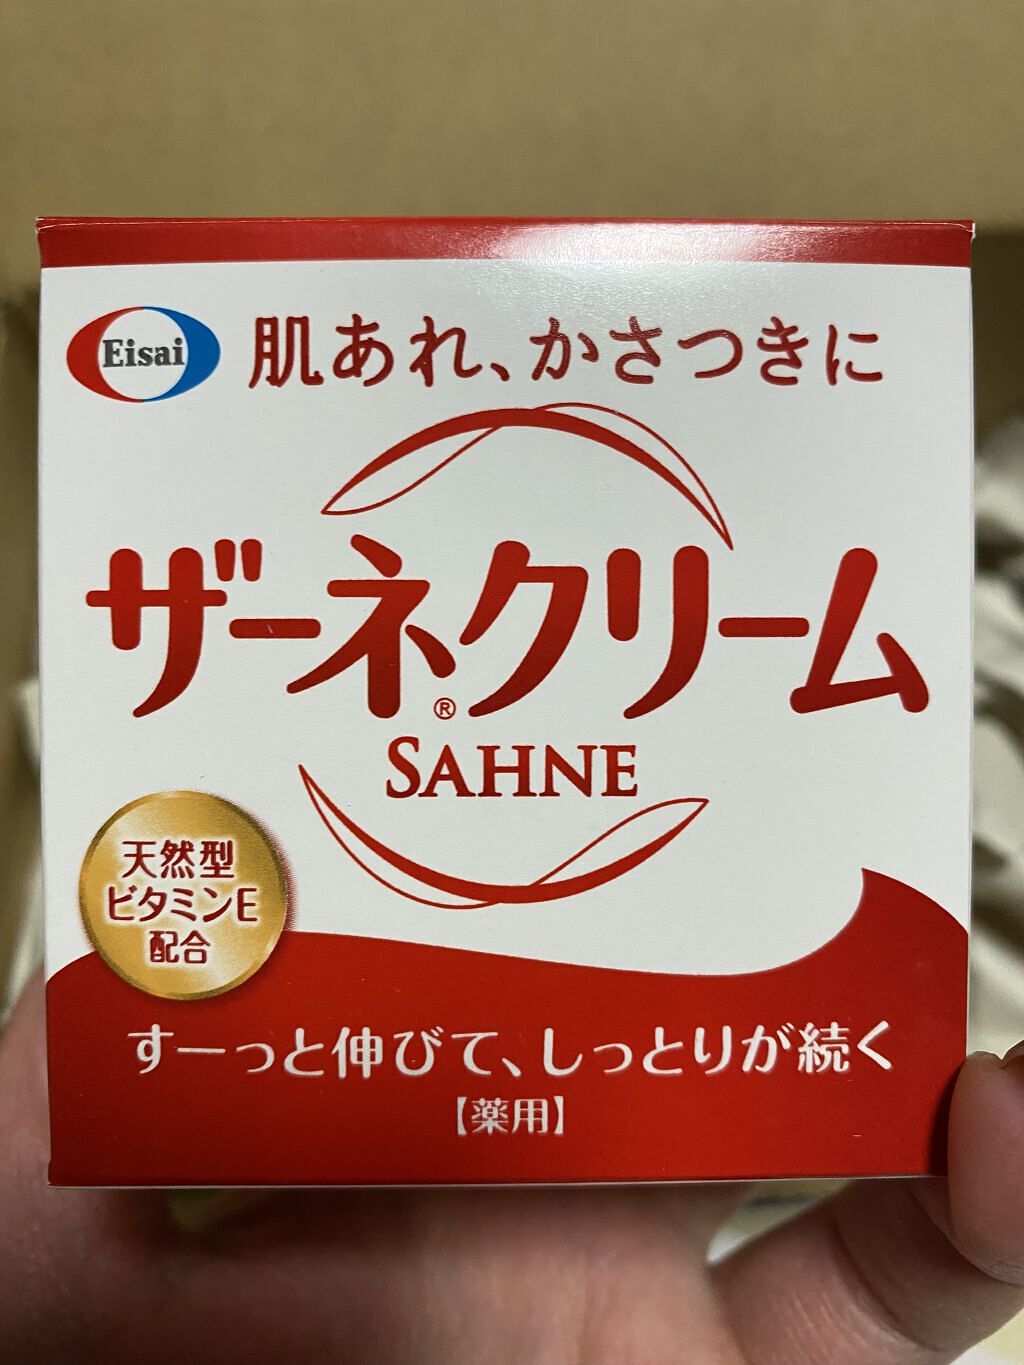 Eisai
肌あれ、かさつきに
ザーネ®クリーム
SAHNE
天然型
ビタミンE
配合
すーっと伸びて、しっとりが続く
【薬用】